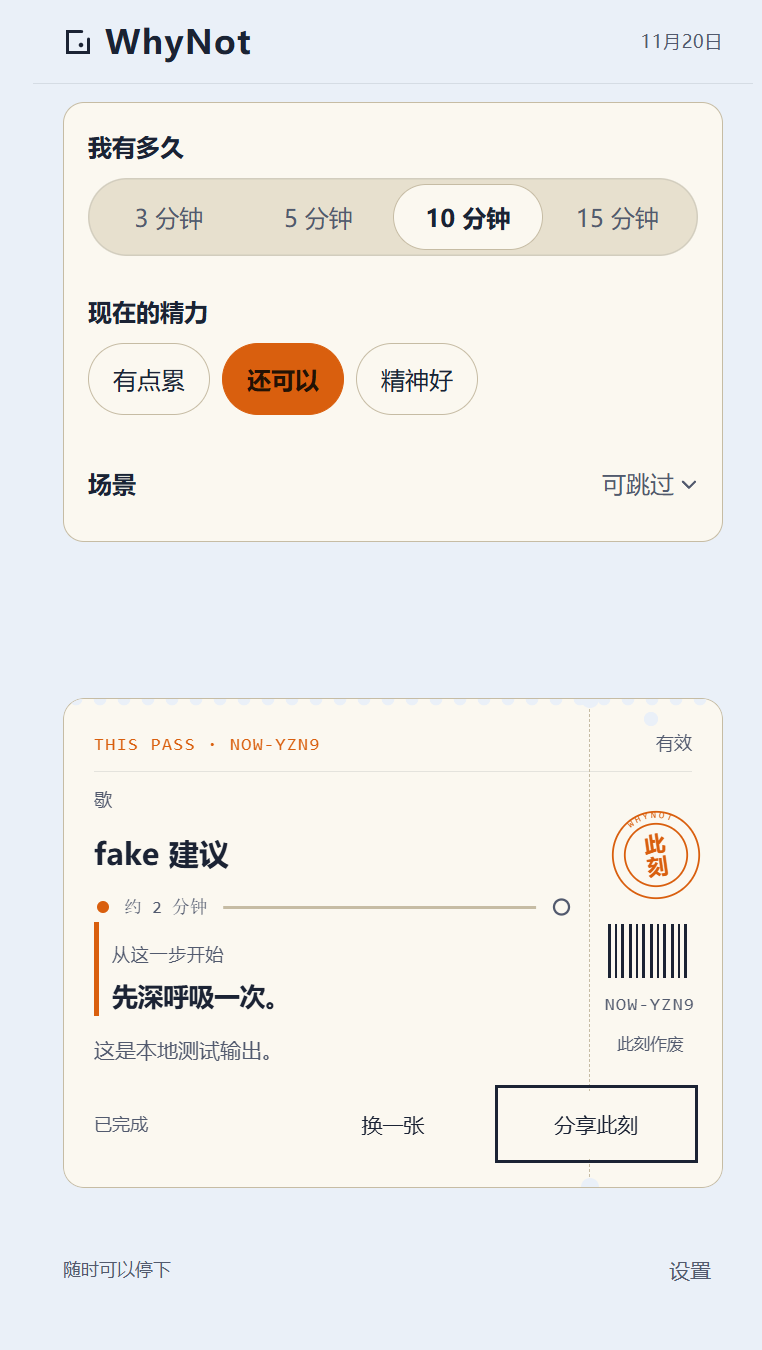 WhyNot
11月20日
我有多久
3 分钟 5 分钟 10 分钟 15 分钟
现在的精力
有点累 还可以 精神好
场景 可跳过
THIS PASS · NOW-YZN9 有效
歇
fake 建议
WHYNOT
此
刻
约 2 分钟
从这一步开始
先深呼吸一次。
NOW-YZN9
这是本地测试输出。
此刻作废
已完成 换一张 分享此刻
随时可以停下 设置